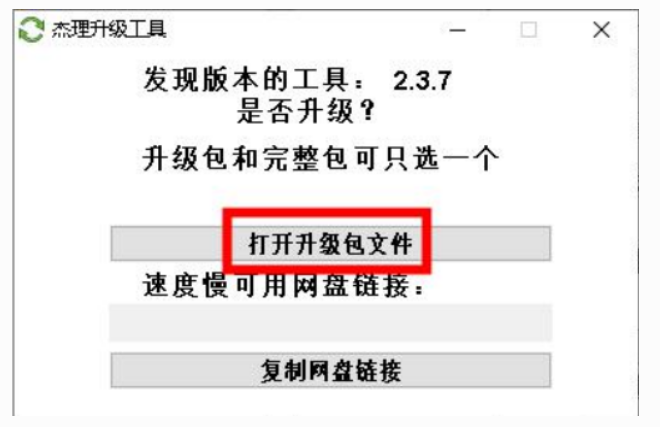 杰理升级工具
发现版本的工具： 2.3.7
是否升级？
升级包和完整包可只选一个
打开升级包文件
速度慢可用网盘链接：
复制网盘链接